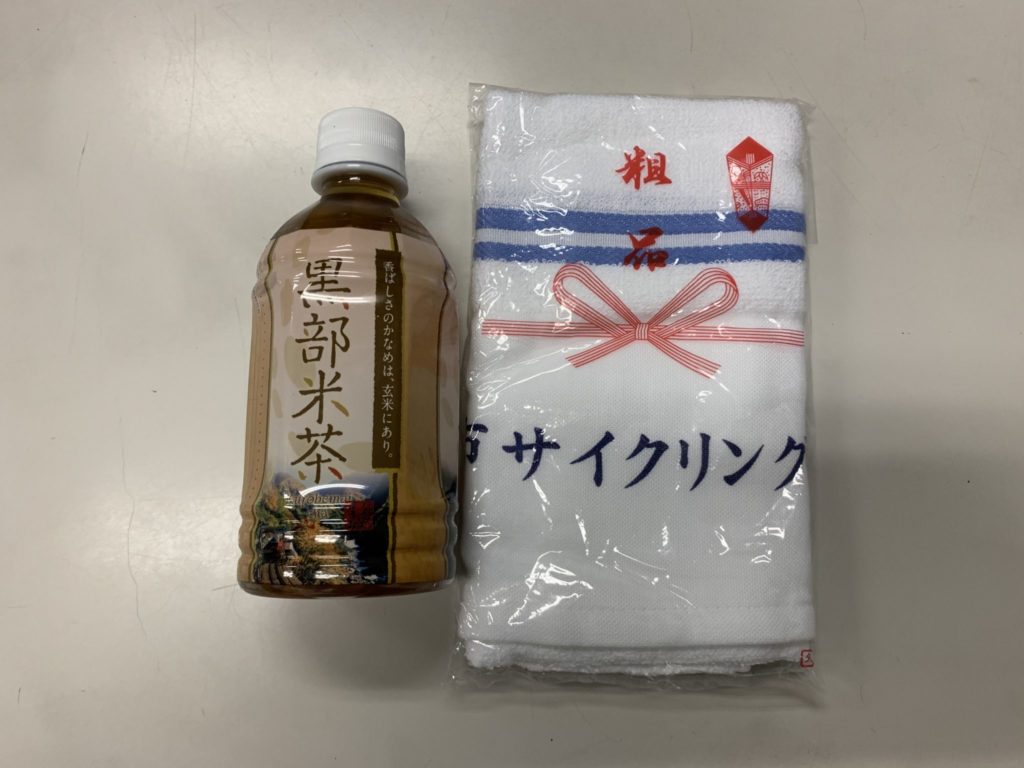 黒部米茶
香ばしさのかなめは、玄米にあり。
粗品
サイクリング